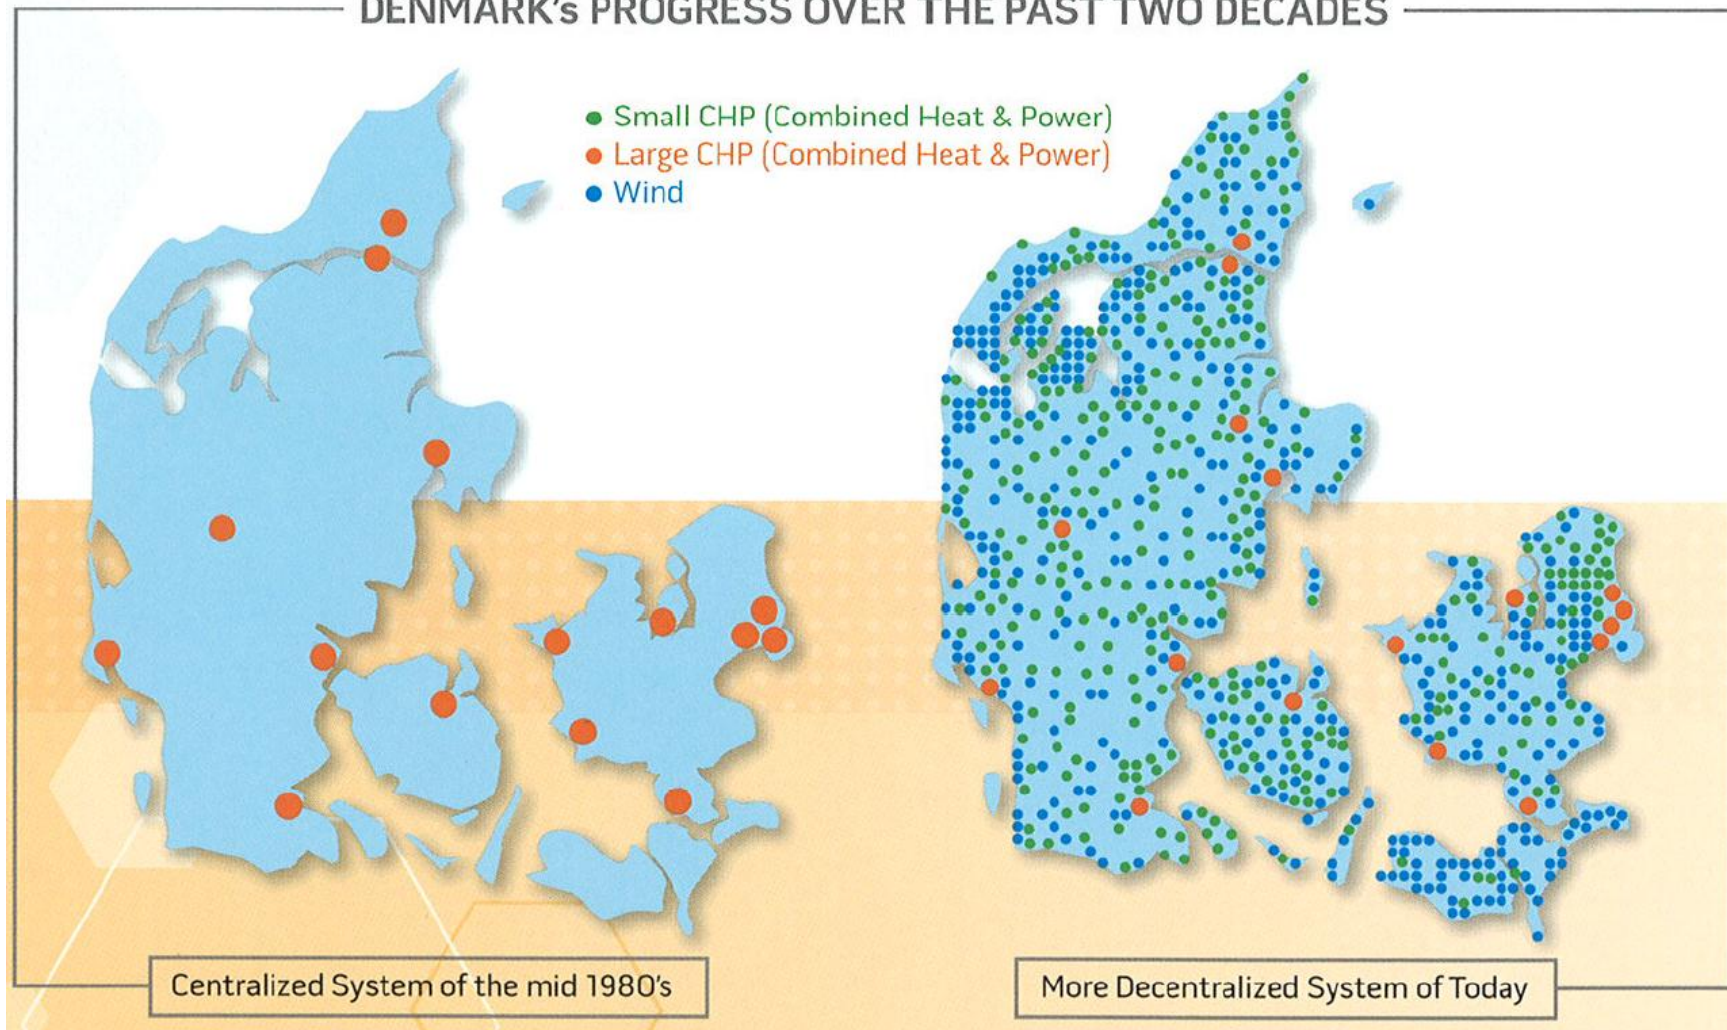 DENMARK's PROGRESS OVER THE PAST TWO DECADES
Small CHP (Combined Heat & Power)
Large CHP (Combined Heat & Power)
Wind
Centralized System of the mid 1980's
More Decentralized System of Today